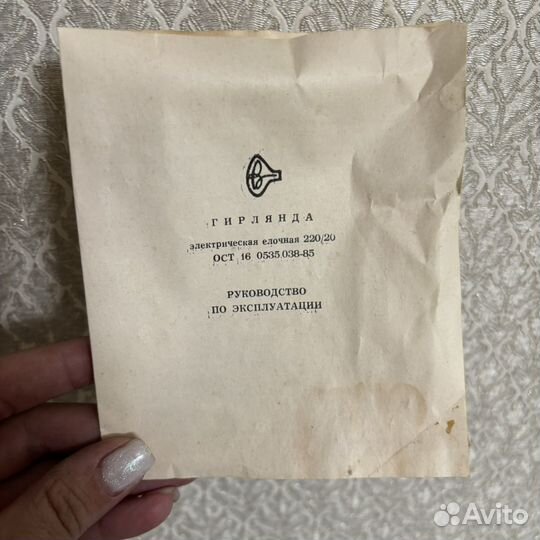 ГИРЛЯНДА
электрическая елочная 220/20
ОСТ 16 0535.038-85
РУКОВОДСТВО
ПО ЭКСПЛУАТАЦИИ
Avito